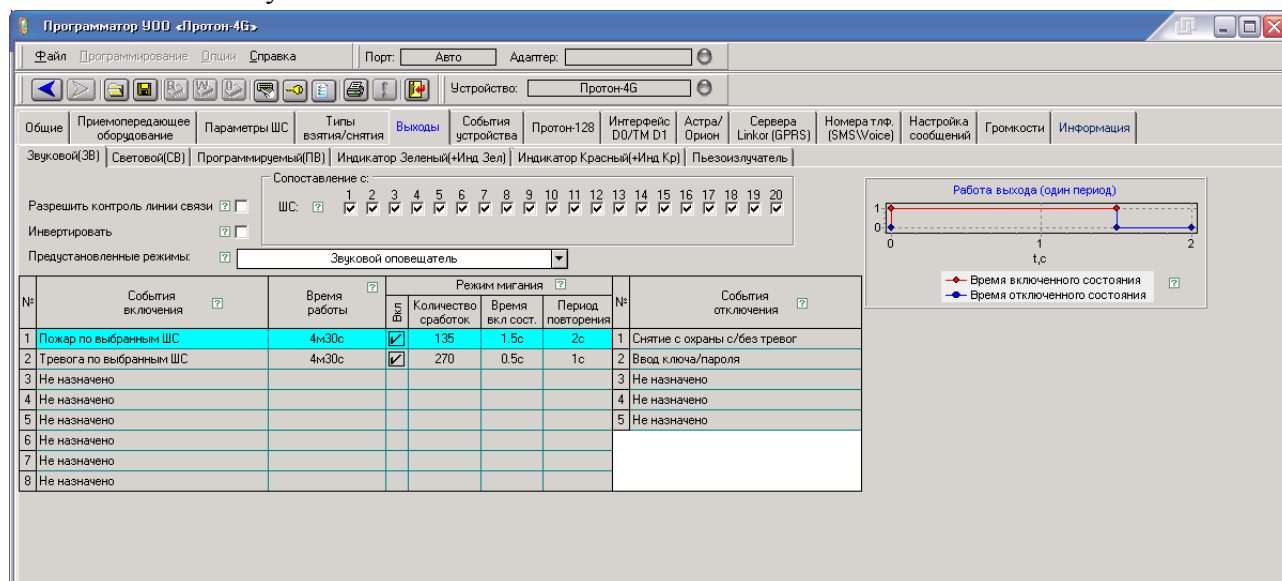 Программатор УОО «Протон-4G»
Файл Программирование Опции Справка Порт: Авто Адаптер:
Устройство: Протон-4G
Общие Приемопередающее оборудование Параметры ШС Типы взятия/снятия Выходы События устройства Протон-128 Интерфейс D0/TM D1 Астра/Орион Сервера Linkor (GPRS) Номера тлф. (SMS\Voice) Настройка сообщений Громкости Информация
Звуковой(ЗВ) Световой(СВ) Программируемый(ПВ) Индикатор Зеленый(+Инд Зел) Индикатор Красный(+Инд Кр) Пьезоизлучатель
Сопоставление с:
1 2 3 4 5 6 7 8 9 10 11 12 13 14 15 16 17 18 19 20
Разрешить контроль линии связи ? ШС: ?
Инвертировать ?
Предустановленные режимы: ? Звуковой оповещатель
Работа выхода (один период)
1
0
0 1 2
t,c
Время включенного состояния
Время отключенного состояния ?
№ События включения ? Время работы ? Режим мигания ? № События отключения ?
Вкл Количество сработок Время вкл сост. Период повторения
1 Пожар по выбранным ШС 4м30с 135 1.5с 2с 1 Снятие с охраны с/без тревог
2 Тревога по выбранным ШС 4м30с 270 0.5с 1с 2 Ввод ключа/пароля
3 Не назначено 3 Не назначено
4 Не назначено 4 Не назначено
5 Не назначено 5 Не назначено
6 Не назначено
7 Не назначено
8 Не назначено